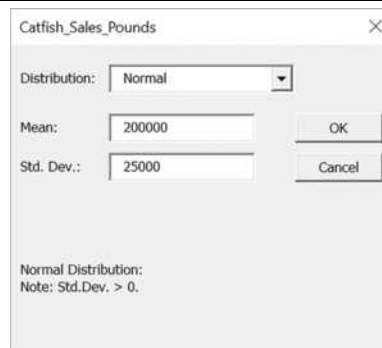 Catfish_Sales_Pounds
Distribution: Normal
Mean: 200000 OK
Std. Dev.: 25000 Cancel
Normal Distribution:
Note: Std.Dev. > 0.